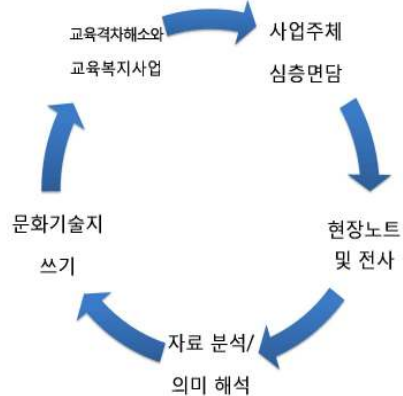 교육격차해소와
교육복지사업
사업주체
심층면담
현장노트
및 전사
자료 분석/
의미 해석
문화기술지
쓰기